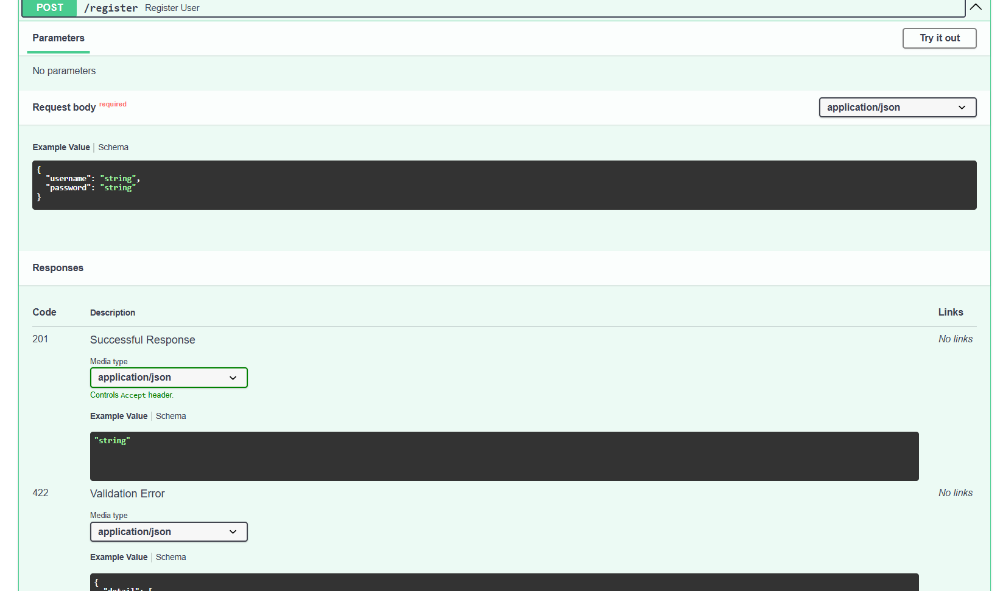 POST /register Register User
Parameters
Try it out
No parameters
Request body required
application/json
Example Value | Schema
{
  "username": "string",
  "password": "string"
}
Responses
Code Description Links
201 Successful Response No links
Media type
application/json
Controls Accept header.
Example Value | Schema
"string"
422 Validation Error No links
Media type
application/json
Example Value | Schema
{
  "detail": [